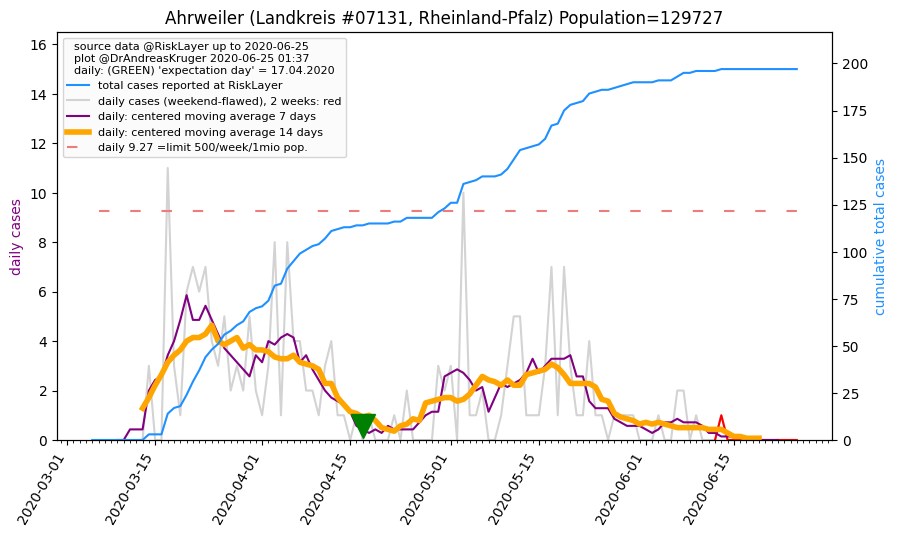 Ahrweiler (Landkreis #07131, Rheinland-Pfalz) Population=129727
source data @RiskLayer up to 2020-06-25
plot @DrAndreasKruger 2020-06-25 01:37
daily: (GREEN) 'expectation day' = 17.04.2020
total cases reported at RiskLayer
daily cases (weekend-flawed), 2 weeks: red
daily: centered moving average 7 days
daily: centered moving average 14 days
daily 9.27 =limit 500/week/1mio pop.
daily cases
16
14
12
10
8
6
4
2
0
200
175
150
125
100
75
50
25
0
cumulative total cases
2020-03-01
2020-03-15
2020-04-01
2020-04-15
2020-05-01
2020-05-15
2020-06-01
2020-06-15